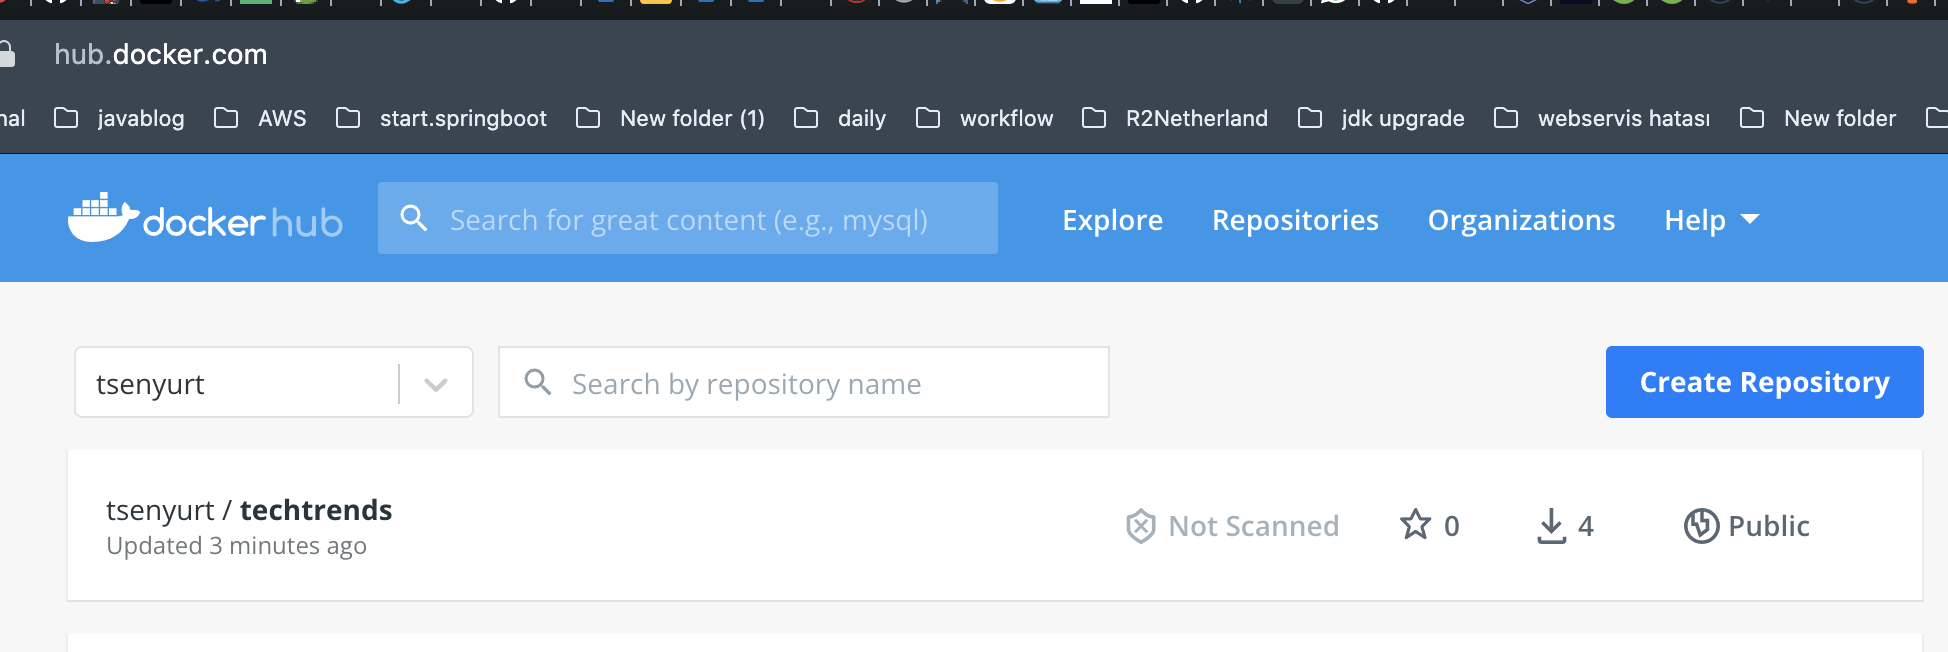 hub.docker.com
nal javablog AWS start.springboot New folder (1) daily workflow R2Netherland jdk upgrade webservis hatası New folder
docker hub Search for great content (e.g., mysql) Explore Repositories Organizations Help
tsenyurt Search by repository name Create Repository
tsenyurt / techtrends
Updated 3 minutes ago
Not Scanned 0 4 Public